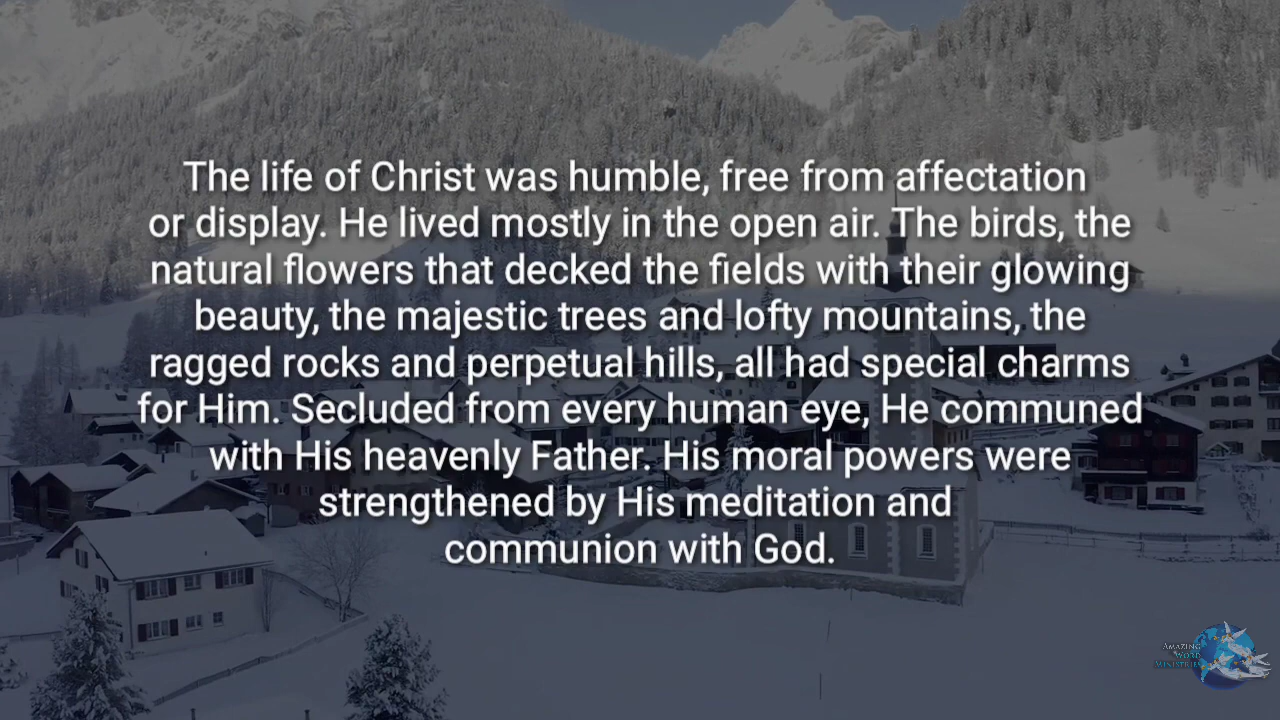 The life of Christ was humble, free from affectation
or display. He lived mostly in the open air. The birds, the
natural flowers that decked the fields with their glowing
beauty, the majestic trees and lofty mountains, the
ragged rocks and perpetual hills, all had special charms
for Him. Secluded from every human eye, He communed
with His heavenly Father. His moral powers were
strengthened by His meditation and
communion with God.
AMAZING
WORD
MINISTRIES